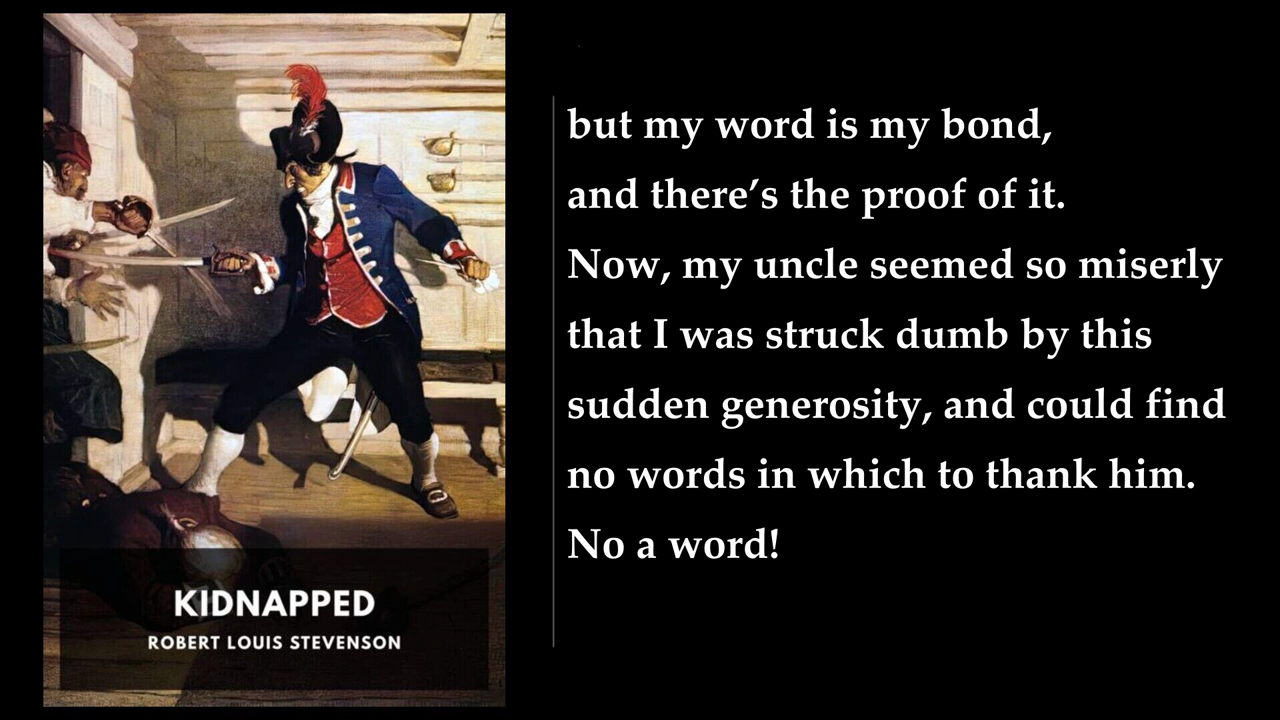 but my word is my bond,
and there’s the proof of it.
Now, my uncle seemed so miserly
that I was struck dumb by this
sudden generosity, and could find
no words in which to thank him.
No a word!
KIDNAPPED
ROBERT LOUIS STEVENSON